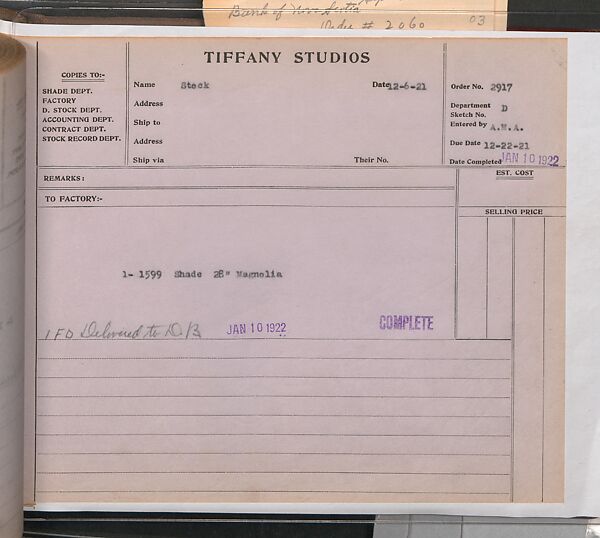 Bank of Nova Scotia
Order # 2060
03
TIFFANY STUDIOS
COPIES TO:-
SHADE DEPT.
FACTORY
D. STOCK DEPT.
ACCOUNTING DEPT.
CONTRACT DEPT.
STOCK RECORD DEPT.
Name Stock Date 12-6-21
Address
Ship to
Address
Ship via Their No.
Order No. 2917
Department D
Sketch No.
Entered by A.M.A.
Due Date 12-22-21
Date Completed JAN 10 1922
REMARKS:
EST. COST
TO FACTORY:-
SELLING PRICE
1- 1599 Shade 28" Magnolia
1 FD Delivered to D. JAN 10 1922 COMPLETE